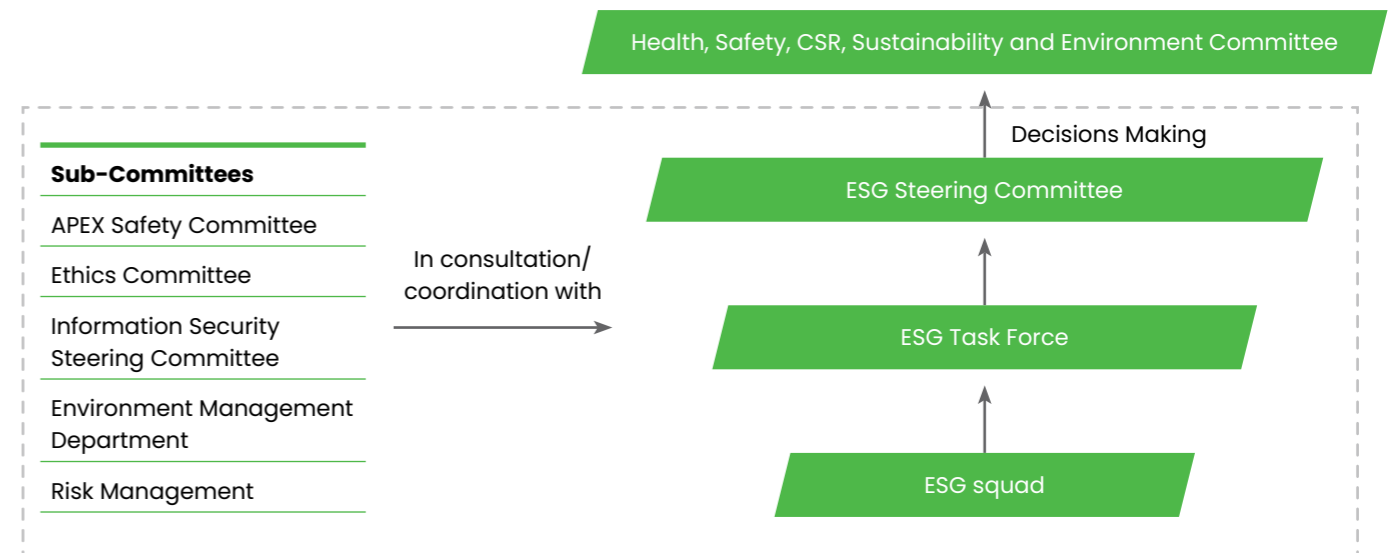 Health, Safety, CSR, Sustainability and Environment Committee
Decisions Making
Sub-Committees
APEX Safety Committee
Ethics Committee
Information Security
Steering Committee
Environment Management
Department
Risk Management
In consultation/
coordination with
ESG Steering Committee
ESG Task Force
ESG squad